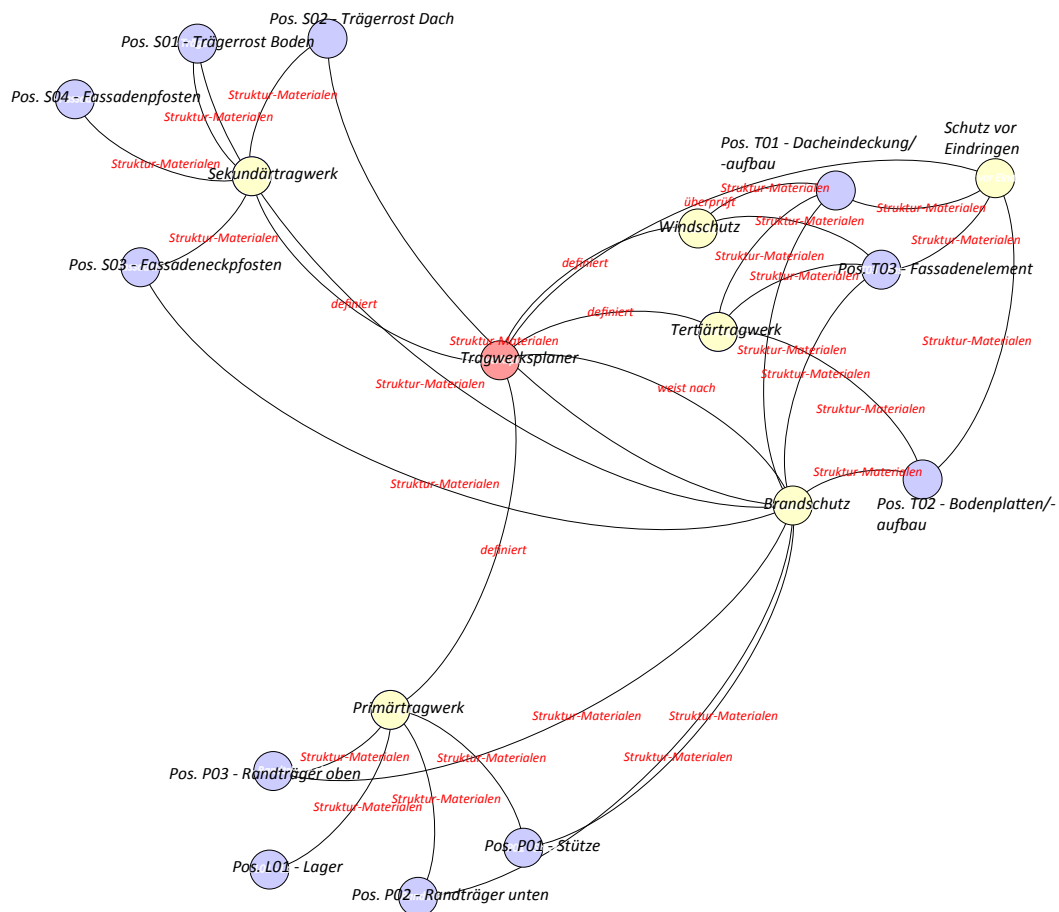 Pos. S02 - Trägerrost Dach
Pos. S01 - Trägerrost Boden
Pos. S04 - Fassadenpfosten
Struktur-Materialen
Struktur-Materialen
Struktur-Materialen
Sekundärtragwerk
Schutz vor
Eindringen
Pos. T01 - Dacheindeckung/
-aufbau
Struktur-Materialen
überprüft
Struktur-Materialen
Struktur-Materialen
Windschutz
Struktur-Materialen
Struktur-Materialen
Pos. S03 - Fassadeneckpfosten
definiert
Struktur-Materialen
Pos. T03 - Fassadenelement
Struktur-Materialen
definiert
definiert
Tertiärtragwerk
Struktur-Materialen
Struktur-Materialen
Tragwerksplaner
Struktur-Materialen
Struktur-Materialen
Struktur-Materialen
weist nach
Struktur-Materialen
Struktur-Materialen
Struktur-Materialen
Brandschutz
Pos. T02 - Bodenplatten/-
aufbau
definiert
Primärtragwerk
Struktur-Materialen
Struktur-Materialen
Struktur-Materialen
Struktur-Materialen
Struktur-Materialen
Pos. P03 - Randträger oben
Struktur-Materialen
Struktur-Materialen
Pos. P01 - Stütze
Pos. L01 - Lager
Pos. P02 - Randträger unten